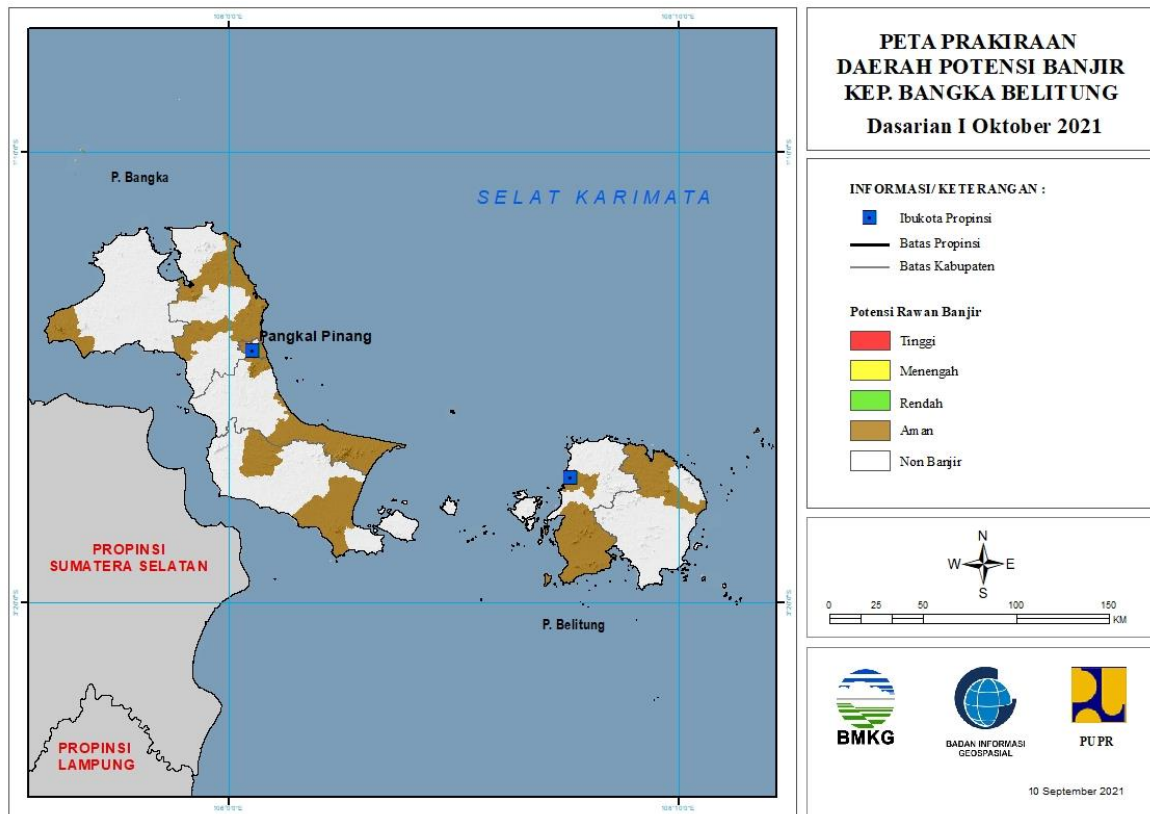 PETA PRAKIRAAN
DAERAH POTENSI BANJIR
KEP. BANGKA BELITUNG
Dasarian I Oktober 2021
P. Bangka
SELAT KARIMATA
Pangkal Pinang
PROPINSI
SUMATERA SELATAN
P. Belitung
PROPINSI
LAMPUNG
INFORMASI/ KETERANGAN :
Ibukota Propinsi
Batas Propinsi
Batas Kabupaten
Potensi Rawan Banjir
Tinggi
Menengah
Rendah
Aman
Non Banjir
N
W E
S
0 25 50 100 150
KM
BMKG
BADAN INFORMASI
GEOSPASIAL
PUPR
10 September 2021